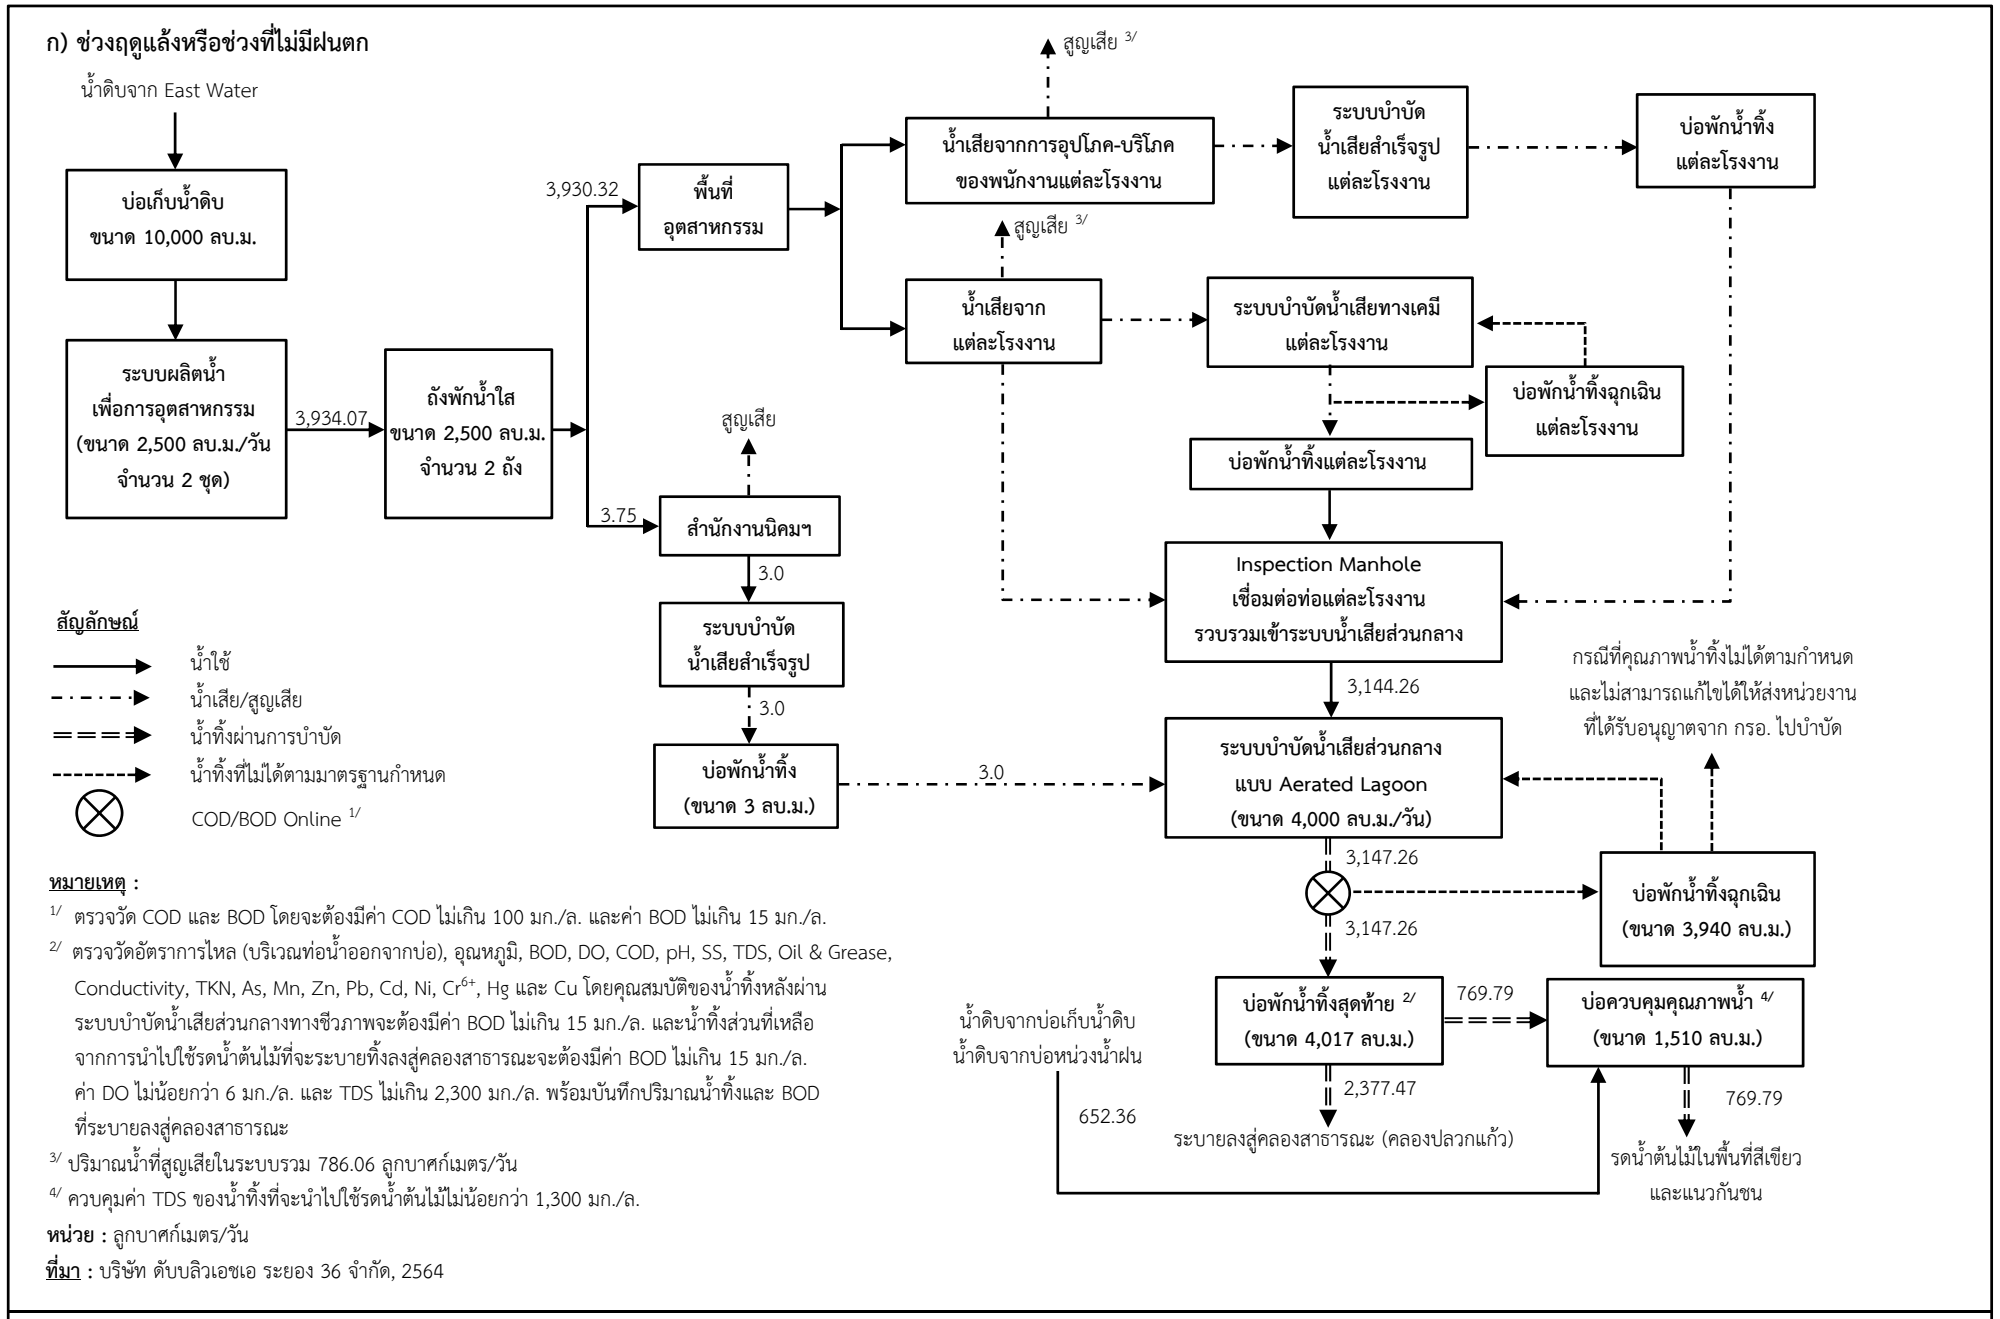 ก) ช่วงฤดูแล้งหรือช่วงที่ไม่มีฝนตก
น้ำดิบจาก East Water
บ่อเก็บน้ำดิบ
ขนาด 10,000 ลบ.ม.
ระบบผลิตน้ำ
เพื่อการอุตสาหกรรม
(ขนาด 2,500 ลบ.ม./วัน
จำนวน 2 ชุด)
3,934.07
ถังพักน้ำใส
ขนาด 2,500 ลบ.ม.
จำนวน 2 ถัง
3,930.32
พื้นที่
อุตสาหกรรม
สูญเสีย 3/
น้ำเสียจากการอุปโภค-บริโภค
ของพนักงานแต่ละโรงงาน
ระบบบำบัด
น้ำเสียสำเร็จรูป
แต่ละโรงงาน
บ่อพักน้ำทิ้ง
แต่ละโรงงาน
สูญเสีย 3/
น้ำเสียจาก
แต่ละโรงงาน
ระบบบำบัดน้ำเสียทางเคมี
แต่ละโรงงาน
บ่อพักน้ำทิ้งฉุกเฉิน
แต่ละโรงงาน
บ่อพักน้ำทิ้งแต่ละโรงงาน
สูญเสีย
3.75
สำนักงานนิคมฯ
3.0
ระบบบำบัด
น้ำเสียสำเร็จรูป
3.0
บ่อพักน้ำทิ้ง
(ขนาด 3 ลบ.ม.)
3.0
Inspection Manhole
เชื่อมต่อท่อแต่ละโรงงาน
รวบรวมเข้าระบบน้ำเสียส่วนกลาง
3,144.26
ระบบบำบัดน้ำเสียส่วนกลาง
แบบ Aerated Lagoon
(ขนาด 4,000 ลบ.ม./วัน)
กรณีที่คุณภาพน้ำทิ้งไม่ได้ตามกำหนด
และไม่สามารถแก้ไขได้ให้ส่งหน่วยงาน
ที่ได้รับอนุญาตจาก กรอ. ไปบำบัด
3,147.26
บ่อพักน้ำทิ้งฉุกเฉิน
(ขนาด 3,940 ลบ.ม.)
3,147.26
บ่อพักน้ำทิ้งสุดท้าย 2/
(ขนาด 4,017 ลบ.ม.)
769.79
บ่อควบคุมคุณภาพน้ำ 4/
(ขนาด 1,510 ลบ.ม.)
น้ำดิบจากบ่อเก็บน้ำดิบ
น้ำดิบจากบ่อหน่วงน้ำฝน
652.36
2,377.47
ระบายลงสู่คลองสาธารณะ (คลองปลวกแก้ว)
769.79
รดน้ำต้นไม้ในพื้นที่สีเขียว
และแนวกันชน
สัญลักษณ์
น้ำใช้
น้ำเสีย/สูญเสีย
น้ำทิ้งผ่านการบำบัด
น้ำทิ้งที่ไม่ได้ตามมาตรฐานกำหนด
COD/BOD Online 1/
หมายเหตุ :
1/ ตรวจวัด COD และ BOD โดยจะต้องมีค่า COD ไม่เกิน 100 มก./ล. และค่า BOD ไม่เกิน 15 มก./ล.
2/ ตรวจวัดอัตราการไหล (บริเวณท่อน้ำออกจากบ่อ), อุณหภูมิ, BOD, DO, COD, pH, SS, TDS, Oil & Grease,
Conductivity, TKN, As, Mn, Zn, Pb, Cd, Ni, Cr6+, Hg และ Cu โดยคุณสมบัติของน้ำทิ้งหลังผ่าน
ระบบบำบัดน้ำเสียส่วนกลางทางชีวภาพจะต้องมีค่า BOD ไม่เกิน 15 มก./ล. และน้ำทิ้งส่วนที่เหลือ
จากการนำไปใช้รดน้ำต้นไม้ที่จะระบายทิ้งลงสู่คลองสาธารณะจะต้องมีค่า BOD ไม่เกิน 15 มก./ล.
ค่า DO ไม่น้อยกว่า 6 มก./ล. และ TDS ไม่เกิน 2,300 มก./ล. พร้อมบันทึกปริมาณน้ำทิ้งและ BOD
ที่ระบายลงสู่คลองสาธารณะ
3/ ปริมาณน้ำที่สูญเสียในระบบรวม 786.06 ลูกบาศก์เมตร/วัน
4/ ควบคุมค่า TDS ของน้ำทิ้งที่จะนำไปใช้รดน้ำต้นไม้ไม่น้อยกว่า 1,300 มก./ล.
หน่วย : ลูกบาศก์เมตร/วัน
ที่มา : บริษัท ดับบลิวเอชเอ ระยอง 36 จำกัด, 2564